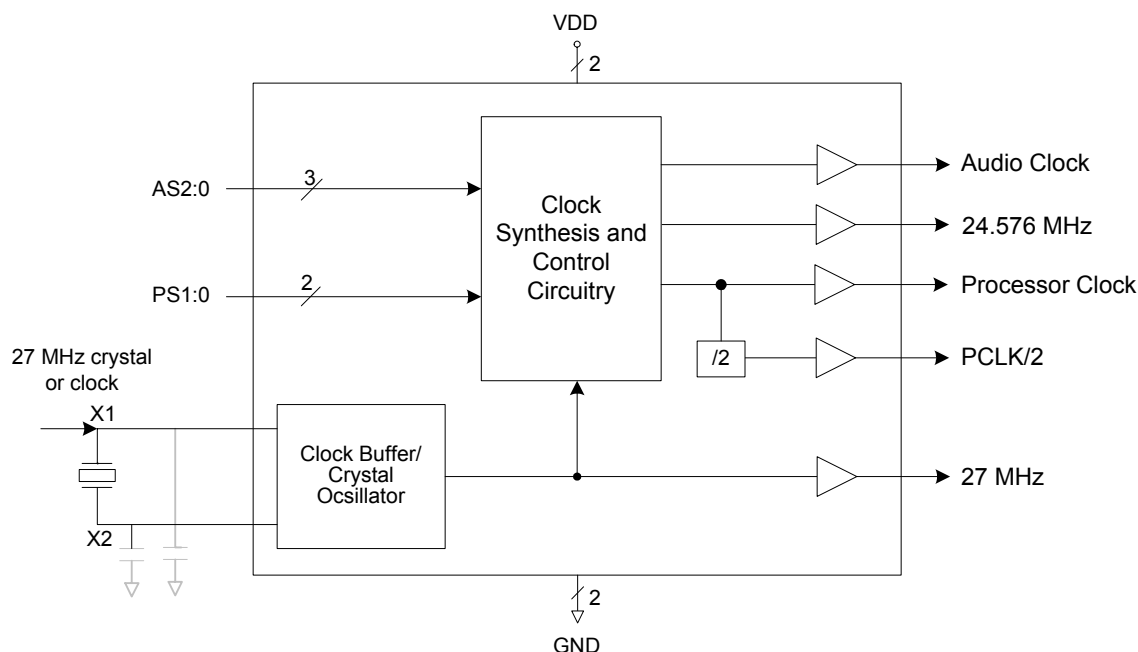 VDD
2
AS2:0
3
PS1:0
2
Clock
Synthesis and
Control
Circuitry
Audio Clock
24.576 MHz
Processor Clock
/2
PCLK/2
27 MHz crystal
or clock
X1
X2
Clock Buffer/
Crystal
Ocsillator
27 MHz
2
GND